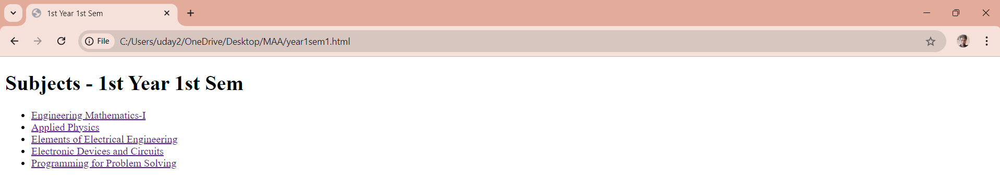 1st Year 1st Sem
File
C:/Users/uday2/OneDrive/Desktop/MAA/year1sem1.html
Subjects - 1st Year 1st Sem
Engineering Mathematics-I
Applied Physics
Elements of Electrical Engineering
Electronic Devices and Circuits
Programming for Problem Solving